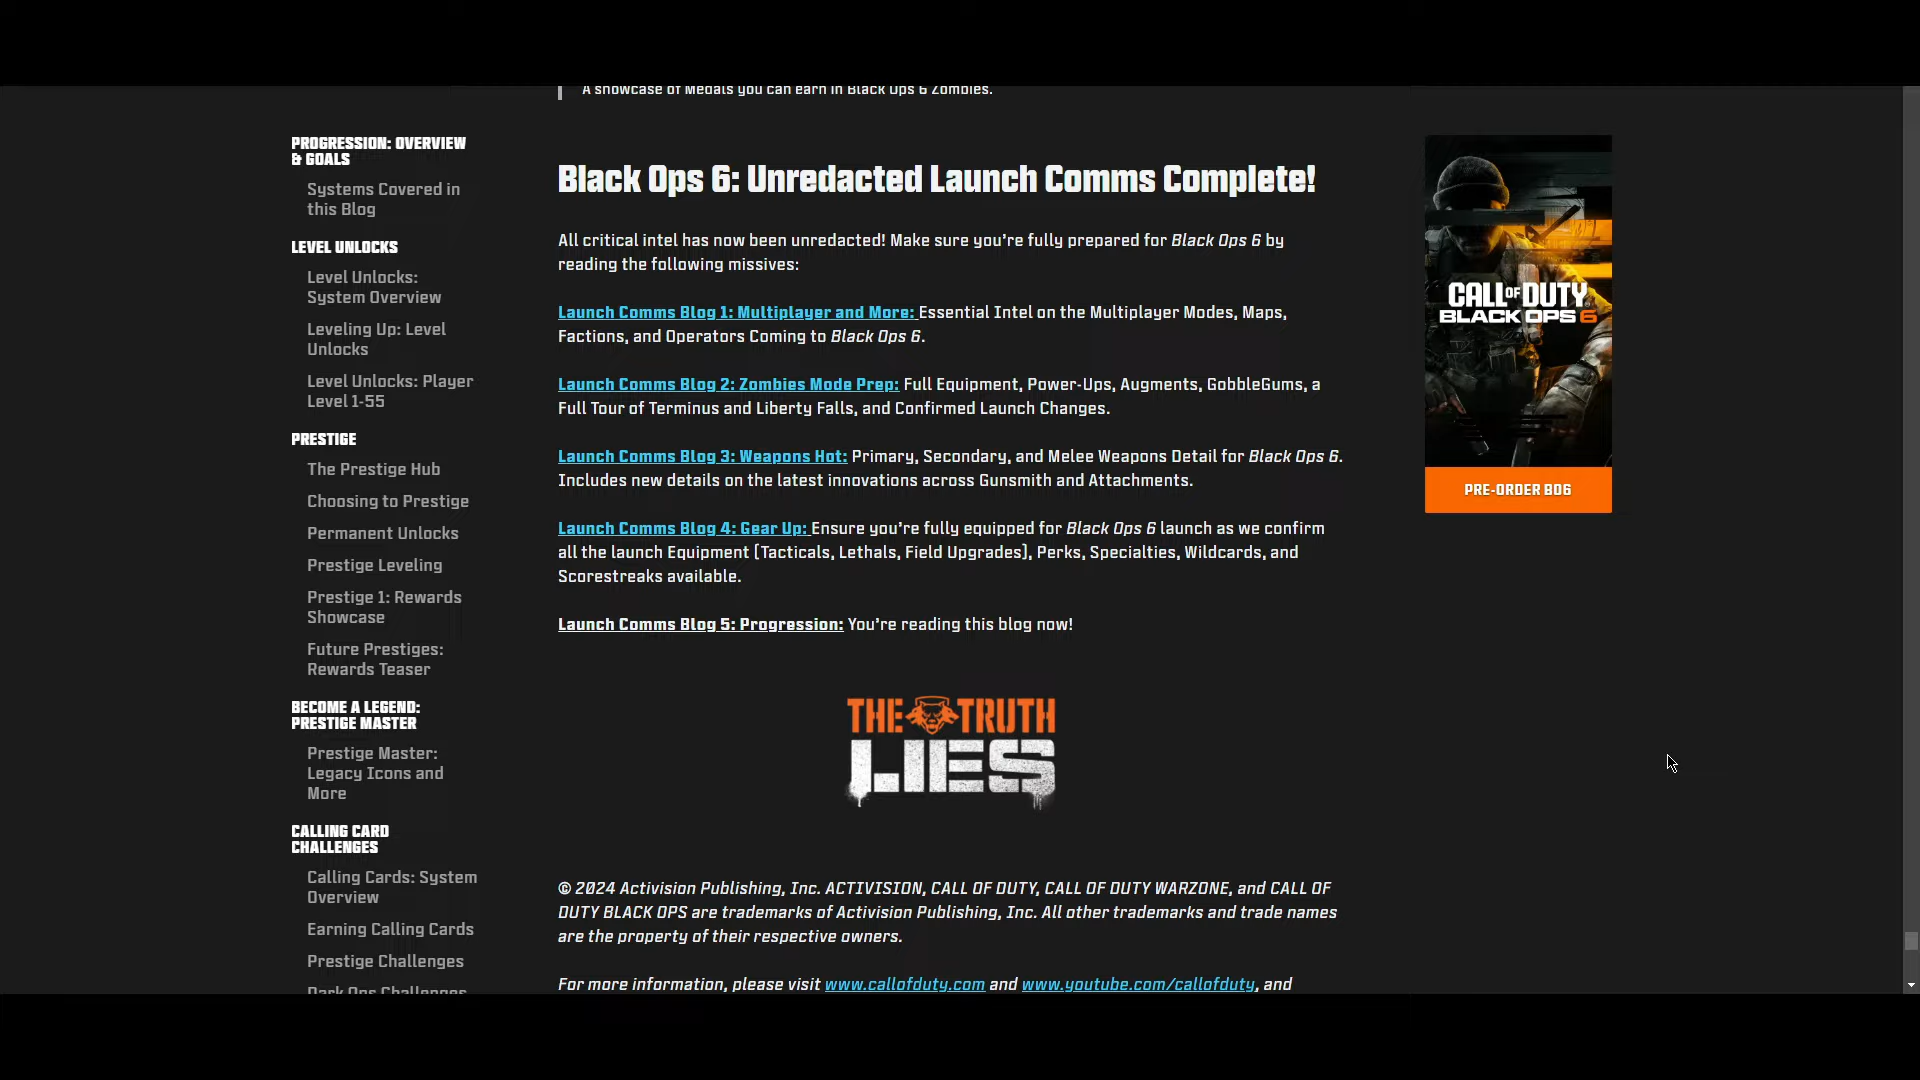 A showcase of Medals you can earn in Black Ops 6 Zombies.
PROGRESSION: OVERVIEW
& GOALS
Systems Covered in
this Blog
LEVEL UNLOCKS
Level Unlocks:
System Overview
Leveling Up: Level
Unlocks
Level Unlocks: Player
Level 1-55
PRESTIGE
The Prestige Hub
Choosing to Prestige
Permanent Unlocks
Prestige Leveling
Prestige 1: Rewards
Showcase
Future Prestiges:
Rewards Teaser
BECOME A LEGEND:
PRESTIGE MASTER
Prestige Master:
Legacy Icons and
More
CALLING CARD
CHALLENGES
Calling Cards: System
Overview
Earning Calling Cards
Prestige Challenges
Dark Ops Challenges
Black Ops 6: Unredacted Launch Comms Complete!
All critical intel has now been unredacted! Make sure you’re fully prepared for Black Ops 6 by
reading the following missives:
Launch Comms Blog 1: Multiplayer and More: Essential Intel on the Multiplayer Modes, Maps,
Factions, and Operators Coming to Black Ops 6.
Launch Comms Blog 2: Zombies Mode Prep: Full Equipment, Power-Ups, Augments, GobbleGums, a
Full Tour of Terminus and Liberty Falls, and Confirmed Launch Changes.
Launch Comms Blog 3: Weapons Hot: Primary, Secondary, and Melee Weapons Detail for Black Ops 6.
Includes new details on the latest innovations across Gunsmith and Attachments.
Launch Comms Blog 4: Gear Up: Ensure you’re fully equipped for Black Ops 6 launch as we confirm
all the launch Equipment (Tacticals, Lethals, Field Upgrades), Perks, Specialties, Wildcards, and
Scorestreaks available.
Launch Comms Blog 5: Progression: You’re reading this blog now!
THE TRUTH
LIES
© 2024 Activision Publishing, Inc. ACTIVISION, CALL OF DUTY, CALL OF DUTY WARZONE, and CALL OF
DUTY BLACK OPS are trademarks of Activision Publishing, Inc. All other trademarks and trade names
are the property of their respective owners.
For more information, please visit www.callofduty.com and www.youtube.com/callofduty, and
CALL OF DUTY
BLACK OPS 6
PRE-ORDER BO6